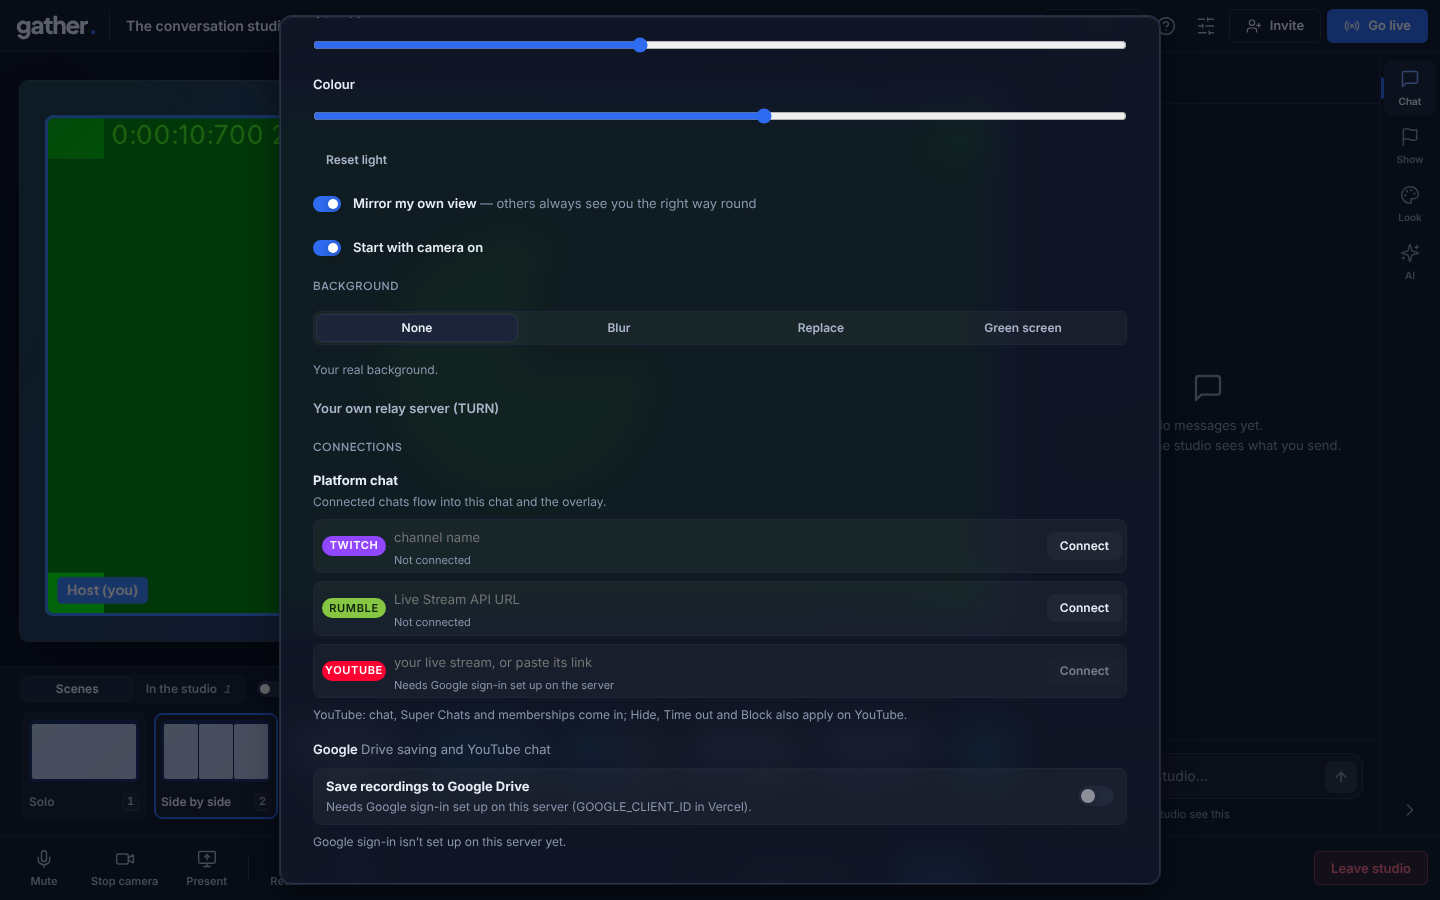 gather.
The conversation studi
Invite
Go live
0:00:10:700 2
Colour
Reset light
Mirror my own view — others always see you the right way round
Start with camera on
BACKGROUND
None
Blur
Replace
Green screen
Your real background.
Your own relay server (TURN)
CONNECTIONS
Platform chat
Connected chats flow into this chat and the overlay.
TWITCH
channel name
Not connected
Connect
RUMBLE
Live Stream API URL
Not connected
Connect
YOUTUBE
your live stream, or paste its link
Needs Google sign-in set up on the server
Connect
YouTube: chat, Super Chats and memberships come in; Hide, Time out and Block also apply on YouTube.
Google Drive saving and YouTube chat
Save recordings to Google Drive
Needs Google sign-in set up on this server (GOOGLE_CLIENT_ID in Vercel).
Google sign-in isn't set up on this server yet.
Host (you)
Scenes
In the studio 1
Solo 1
Side by side 2
Mute
Stop camera
Present
Chat
Show
Look
AI
o messages yet.
e studio sees what you send.
studio...
tudio see this
Leave studio